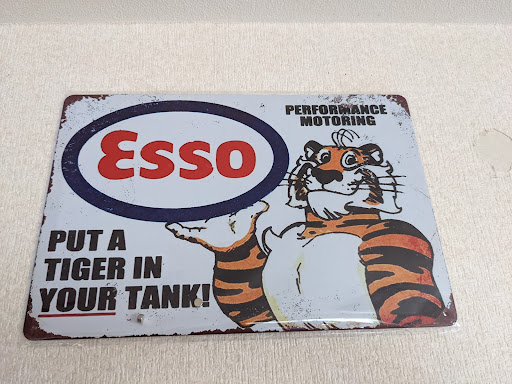 Esso
PERFORMANCE
MOTORING
PUT A
TIGER IN
YOUR TANK!